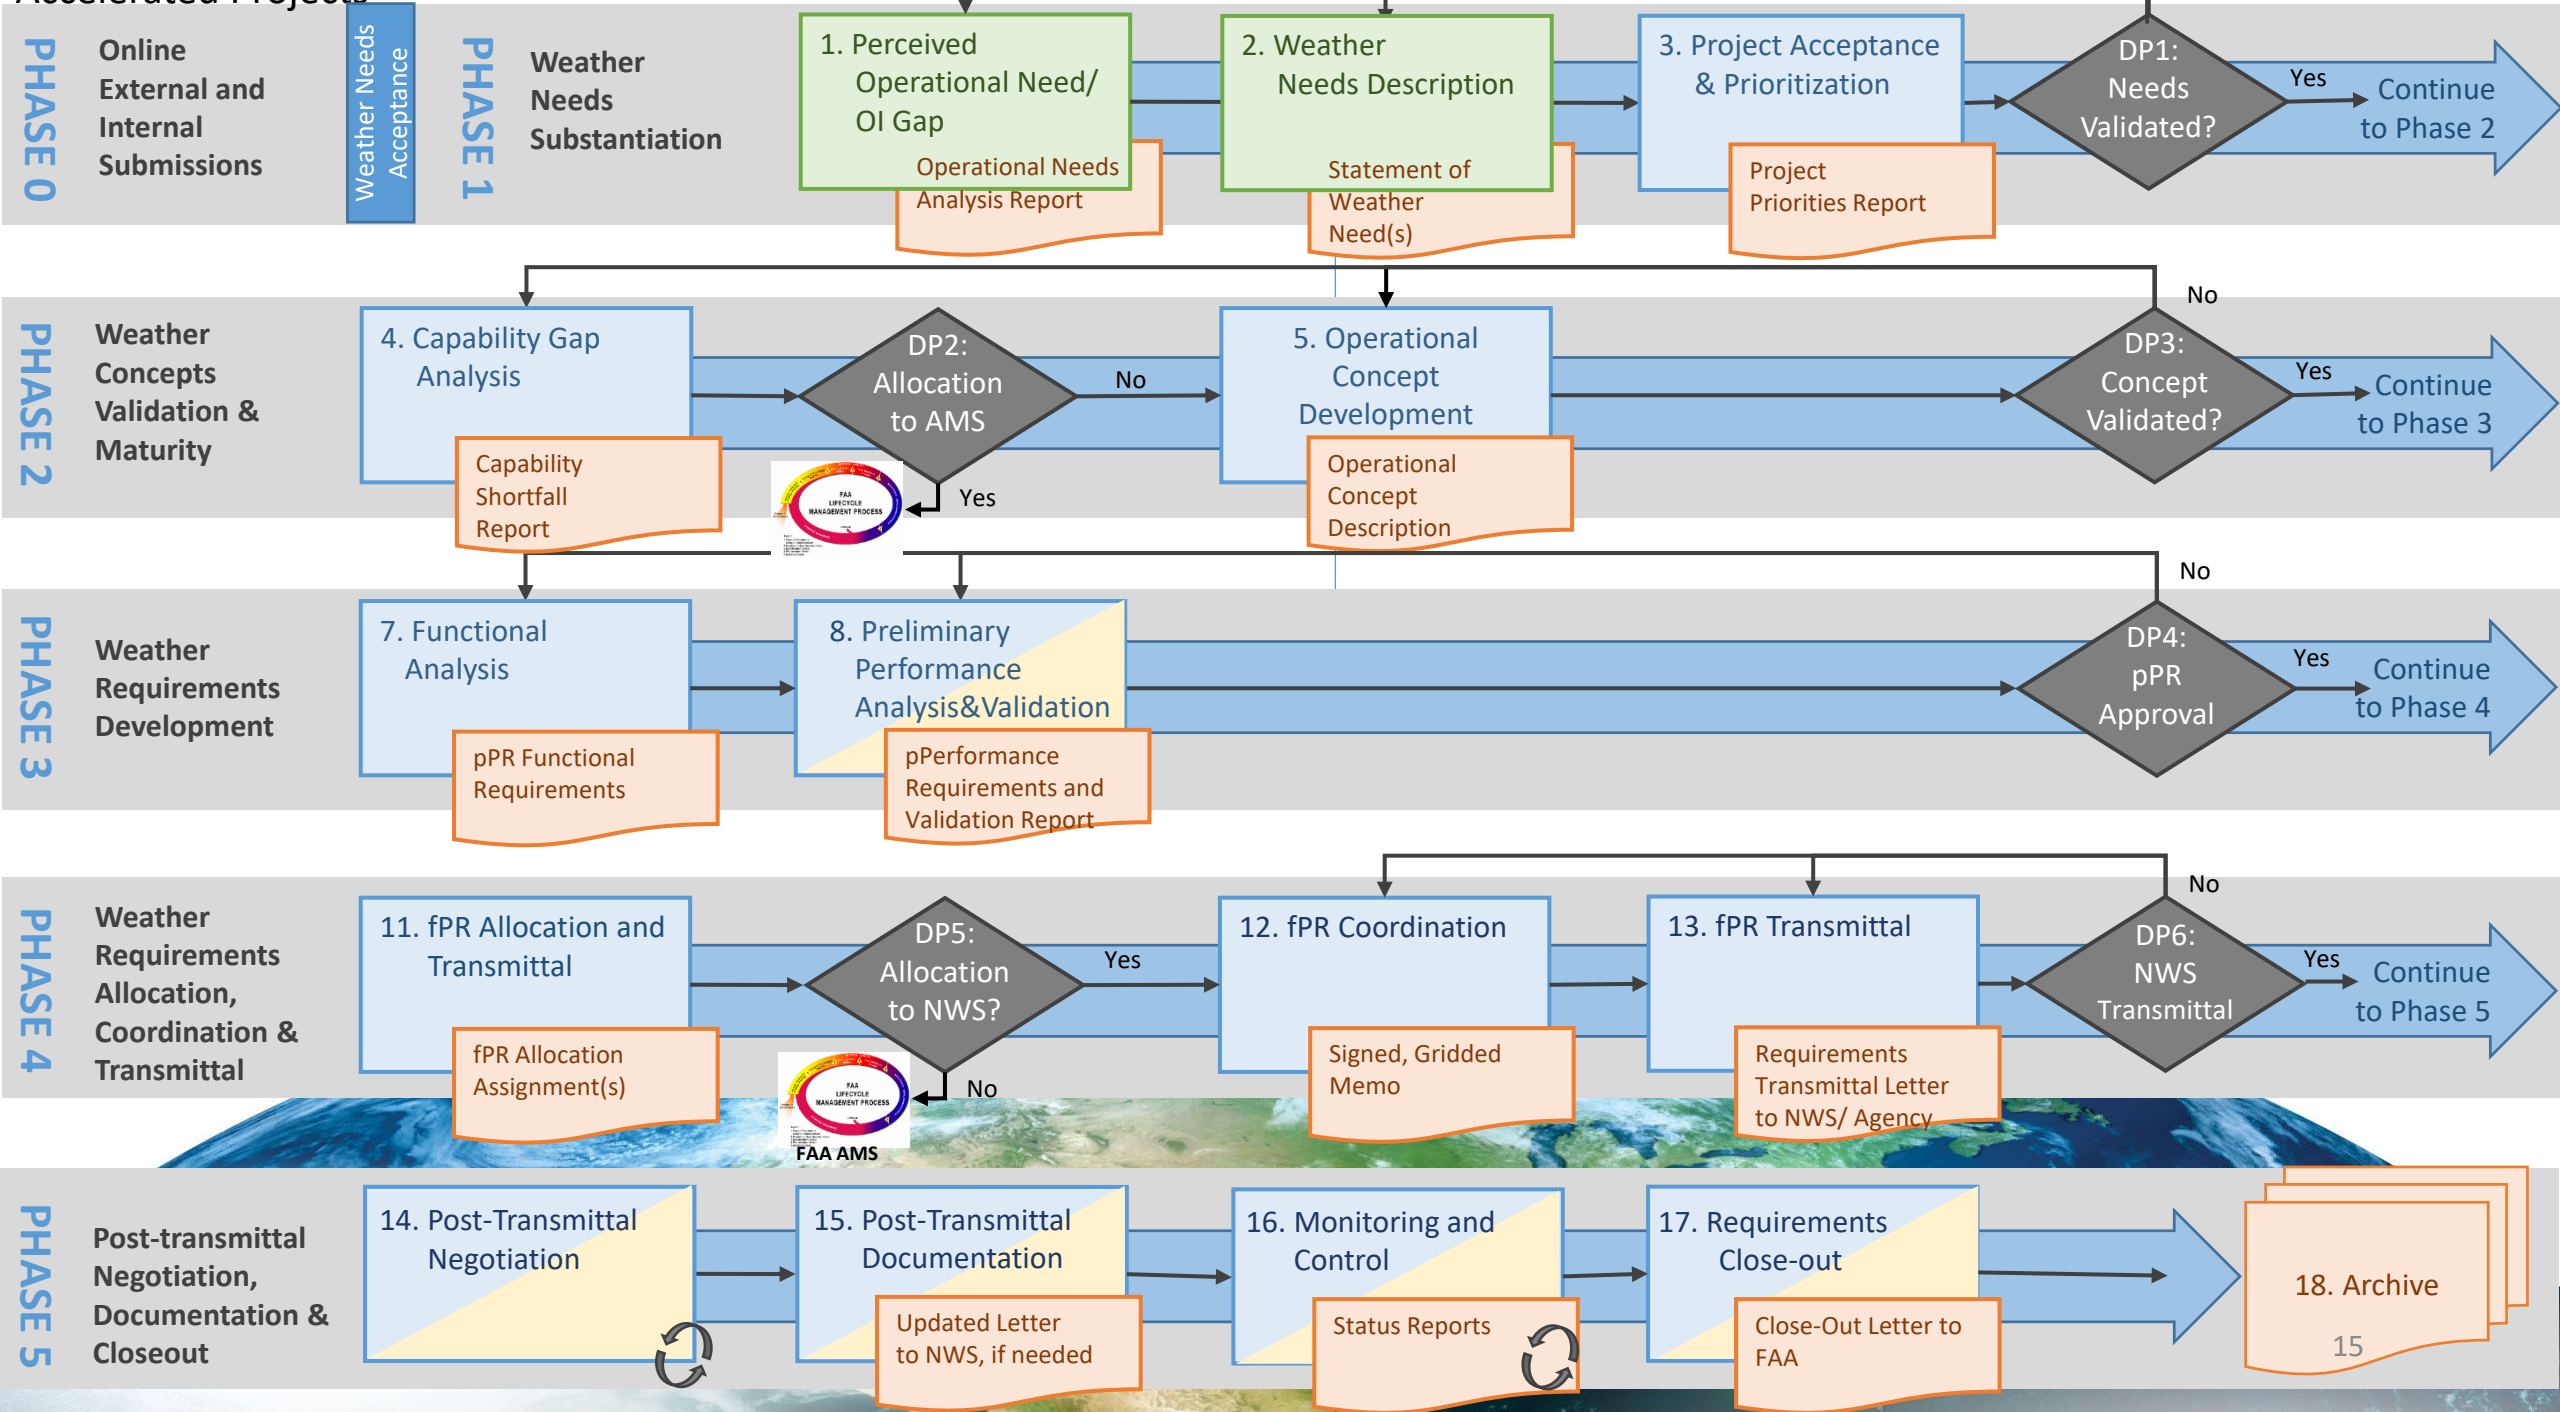 Accelerated Projects
PHASE 0
Online
External and
Internal
Submissions
Weather Needs
Acceptance
PHASE 1
Weather
Needs
Substantiation
1. Perceived
Operational Need/
OI Gap
Operational Needs
Analysis Report
2. Weather
Needs Description
Statement of
Weather
Need(s)
3. Project Acceptance
& Prioritization
Project
Priorities Report
DP1:
Needs
Validated?
Yes
Continue
to Phase 2
PHASE 2
Weather
Concepts
Validation &
Maturity
4. Capability Gap
Analysis
Capability
Shortfall
Report
DP2:
Allocation
to AMS
No
Yes
FAA
LIFECYCLE
MANAGEMENT PROCESS
5. Operational
Concept
Development
Operational
Concept
Description
No
DP3:
Concept
Validated?
Yes
Continue
to Phase 3
PHASE 3
Weather
Requirements
Development
7. Functional
Analysis
pPR Functional
Requirements
8. Preliminary
Performance
Analysis&Validation
pPerformance
Requirements and
Validation Report
No
DP4:
pPR
Approval
Yes
Continue
to Phase 4
PHASE 4
Weather
Requirements
Allocation,
Coordination &
Transmittal
11. fPR Allocation and
Transmittal
fPR Allocation
Assignment(s)
DP5:
Allocation
to NWS?
Yes
No
FAA
LIFECYCLE
MANAGEMENT PROCESS
FAA AMS
12. fPR Coordination
Signed, Gridded
Memo
13. fPR Transmittal
Requirements
Transmittal Letter
to NWS/ Agency
No
DP6:
NWS
Transmittal
Yes
Continue
to Phase 5
PHASE 5
Post-transmittal
Negotiation,
Documentation &
Closeout
14. Post-Transmittal
Negotiation
15. Post-Transmittal
Documentation
Updated Letter
to NWS, if needed
16. Monitoring and
Control
Status Reports
17. Requirements
Close-out
Close-Out Letter to
FAA
18. Archive
15